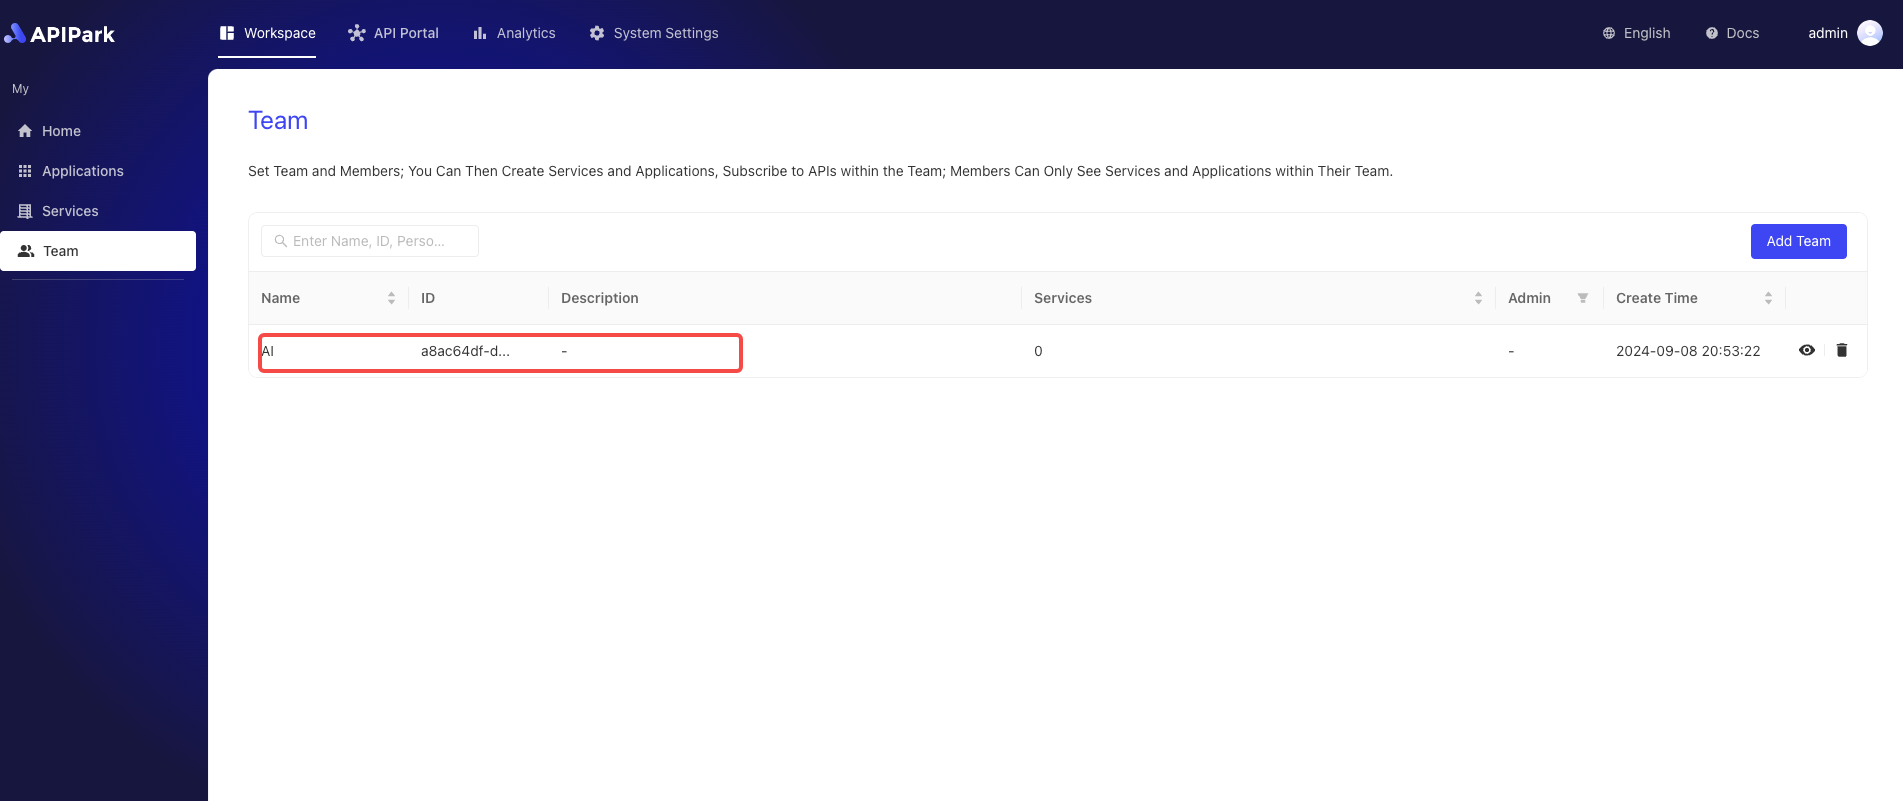 APIPark
Workspace
API Portal
Analytics
System Settings
English
Docs
admin
My
Home
Applications
Services
Team
Team
Set Team and Members; You Can Then Create Services and Applications, Subscribe to APIs within the Team; Members Can Only See Services and Applications within Their Team.
Enter Name, ID, Perso...
Add Team
Name ID Description Services Admin Create Time
AI a8ac64df-d... - 0 - 2024-09-08 20:53:22